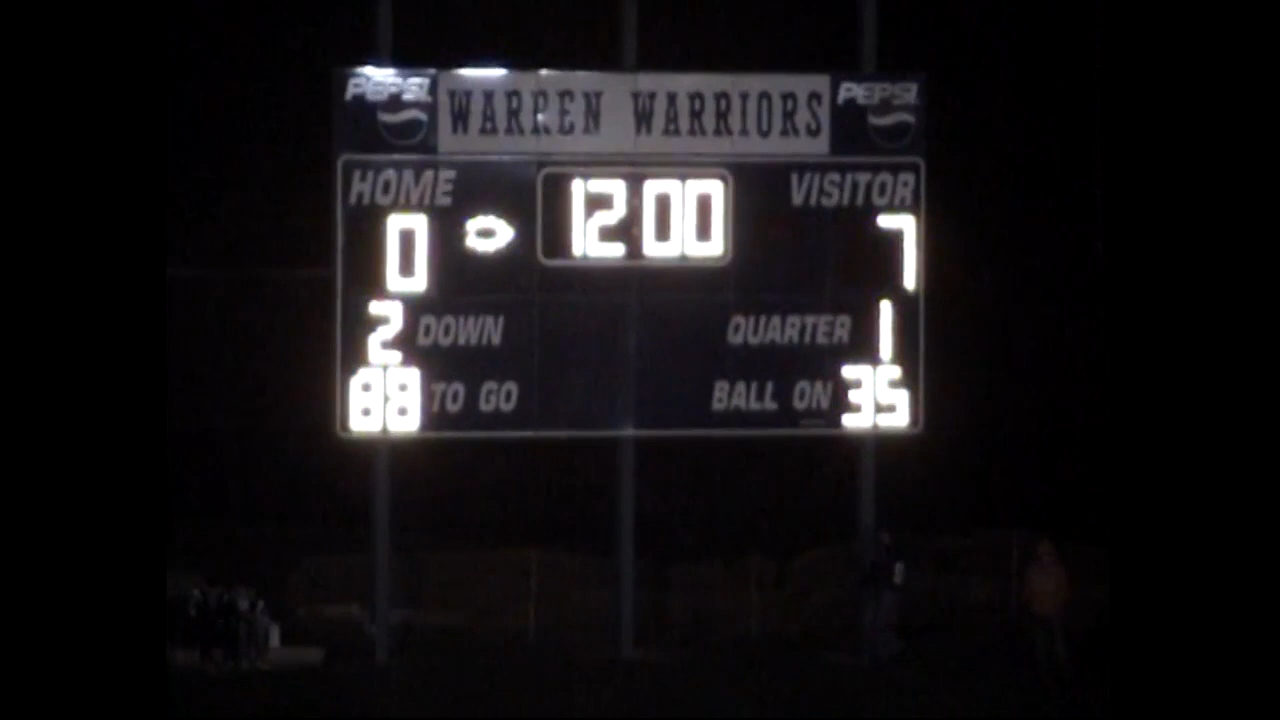 PEPSI WARREN WARRIORS PEPSI
HOME 12:00 VISITOR
0 7
2 DOWN QUARTER 1
88 TO GO BALL ON 35